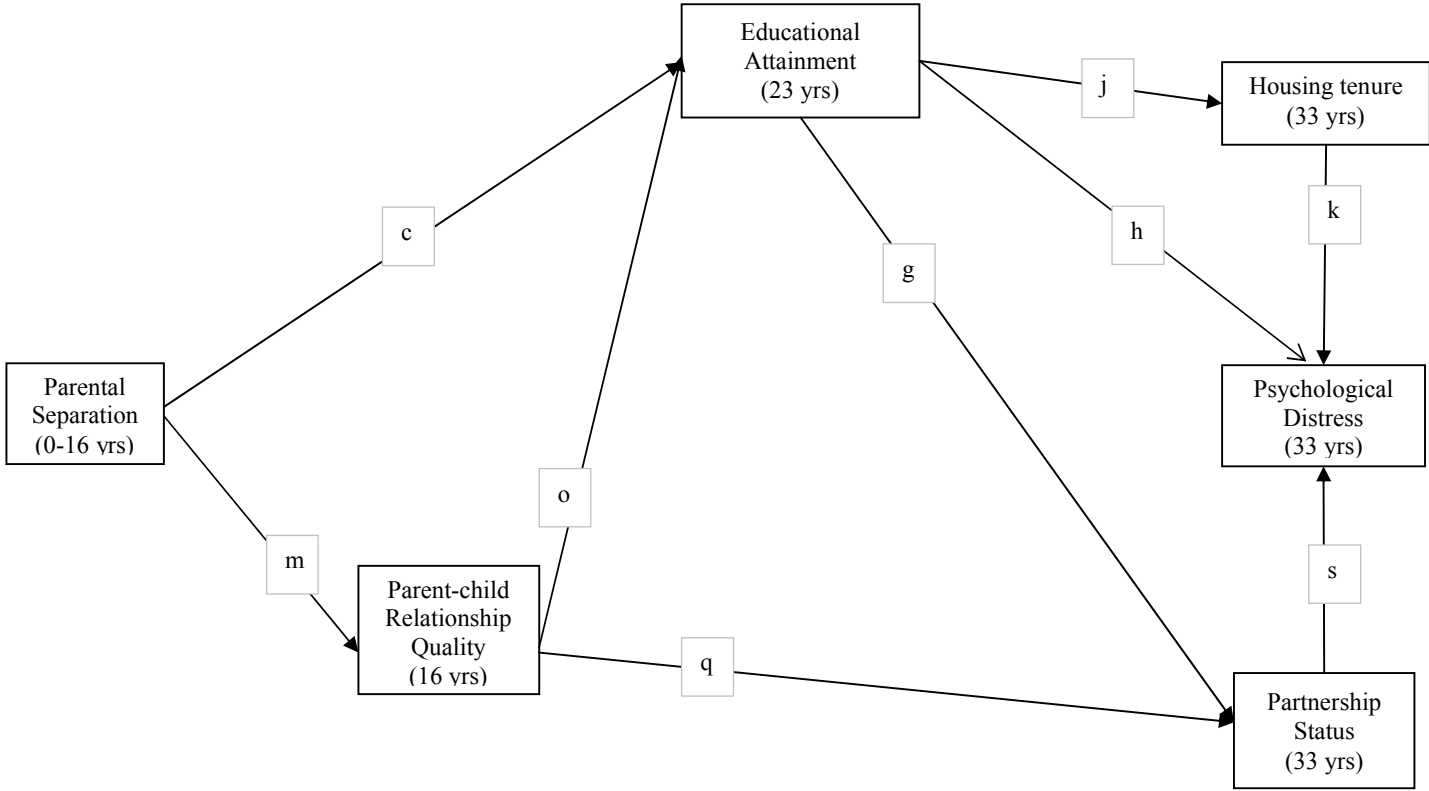 Educational
Attainment
(23 yrs)
j
Housing tenure
(33 yrs)
k
c
h
g
Parental
Separation
(0-16 yrs)
Psychological
Distress
(33 yrs)
o
m
s
Parent-child
Relationship
Quality
(16 yrs)
q
Partnership
Status
(33 yrs)